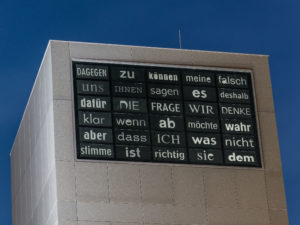 DAGEGEN zu können meine falsch
uns IHNEN sagen es deshalb
dafür DIE FRAGE WIR DENKE
klar wenn ab möchte wahr
aber dass ICH was nicht
stimme ist richtig sie dem